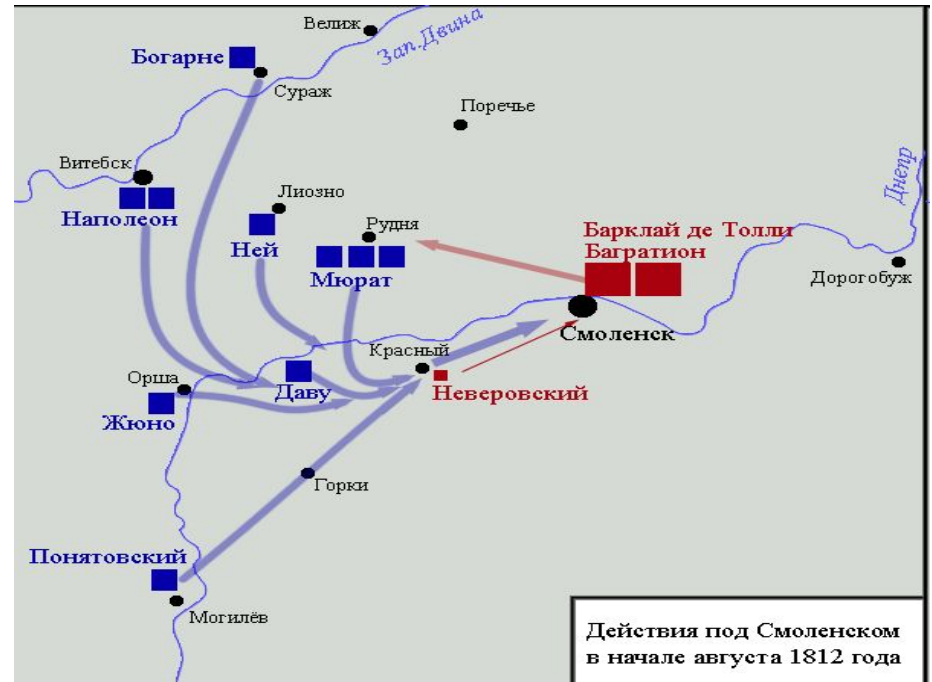 Велиж
Зап.Двина
Богарне
Сураж
Поречье
Витебск
Наполеон
Лиозно
Ней
Рудня
Мюрат
Днепр
Барклай де Толли
Багратион
Дорогобуж
Смоленск
Красный
Неверовский
Орша
Жюно
Даву
Горки
Понятовский
Могилёв
Действия под Смоленском
в начале августа 1812 года